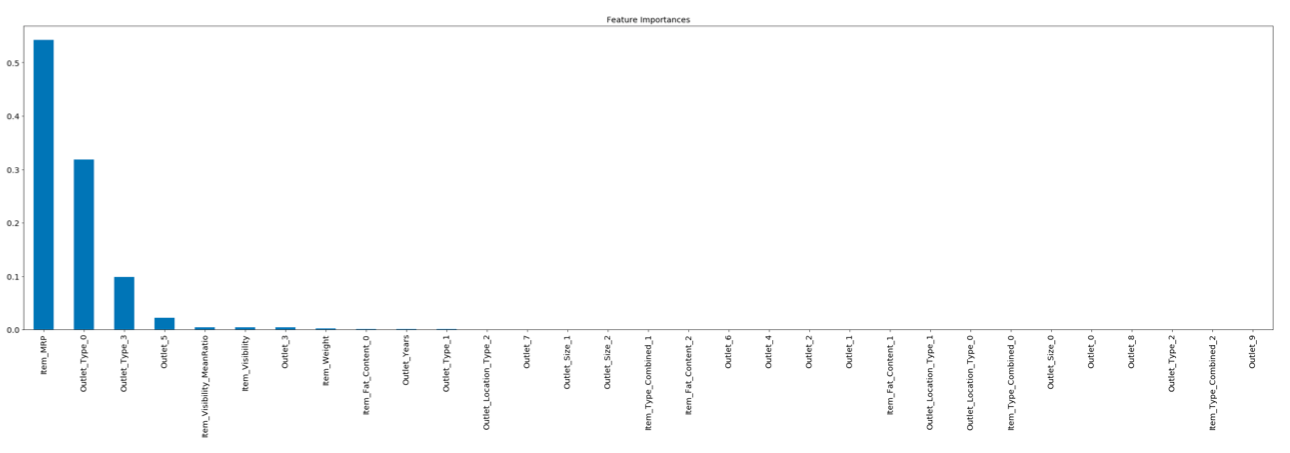 Feature Importances
0.5
0.4
0.3
0.2
0.1
0.0
Item_MRP
Outlet_Type_0
Outlet_Type_3
Outlet_5
Item_Visibility_MeanRatio
Item_Visibility
Outlet_3
Item_Weight
Item_Fat_Content_0
Outlet_Years
Outlet_Type_1
Outlet_Location_Type_2
Outlet_7
Outlet_Size_1
Outlet_Size_2
Item_Type_Combined_1
Item_Fat_Content_2
Outlet_6
Outlet_4
Outlet_2
Outlet_1
Item_Fat_Content_1
Outlet_Location_Type_1
Outlet_Location_Type_0
Item_Type_Combined_0
Outlet_Size_0
Outlet_0
Outlet_8
Outlet_Type_2
Item_Type_Combined_2
Outlet_9